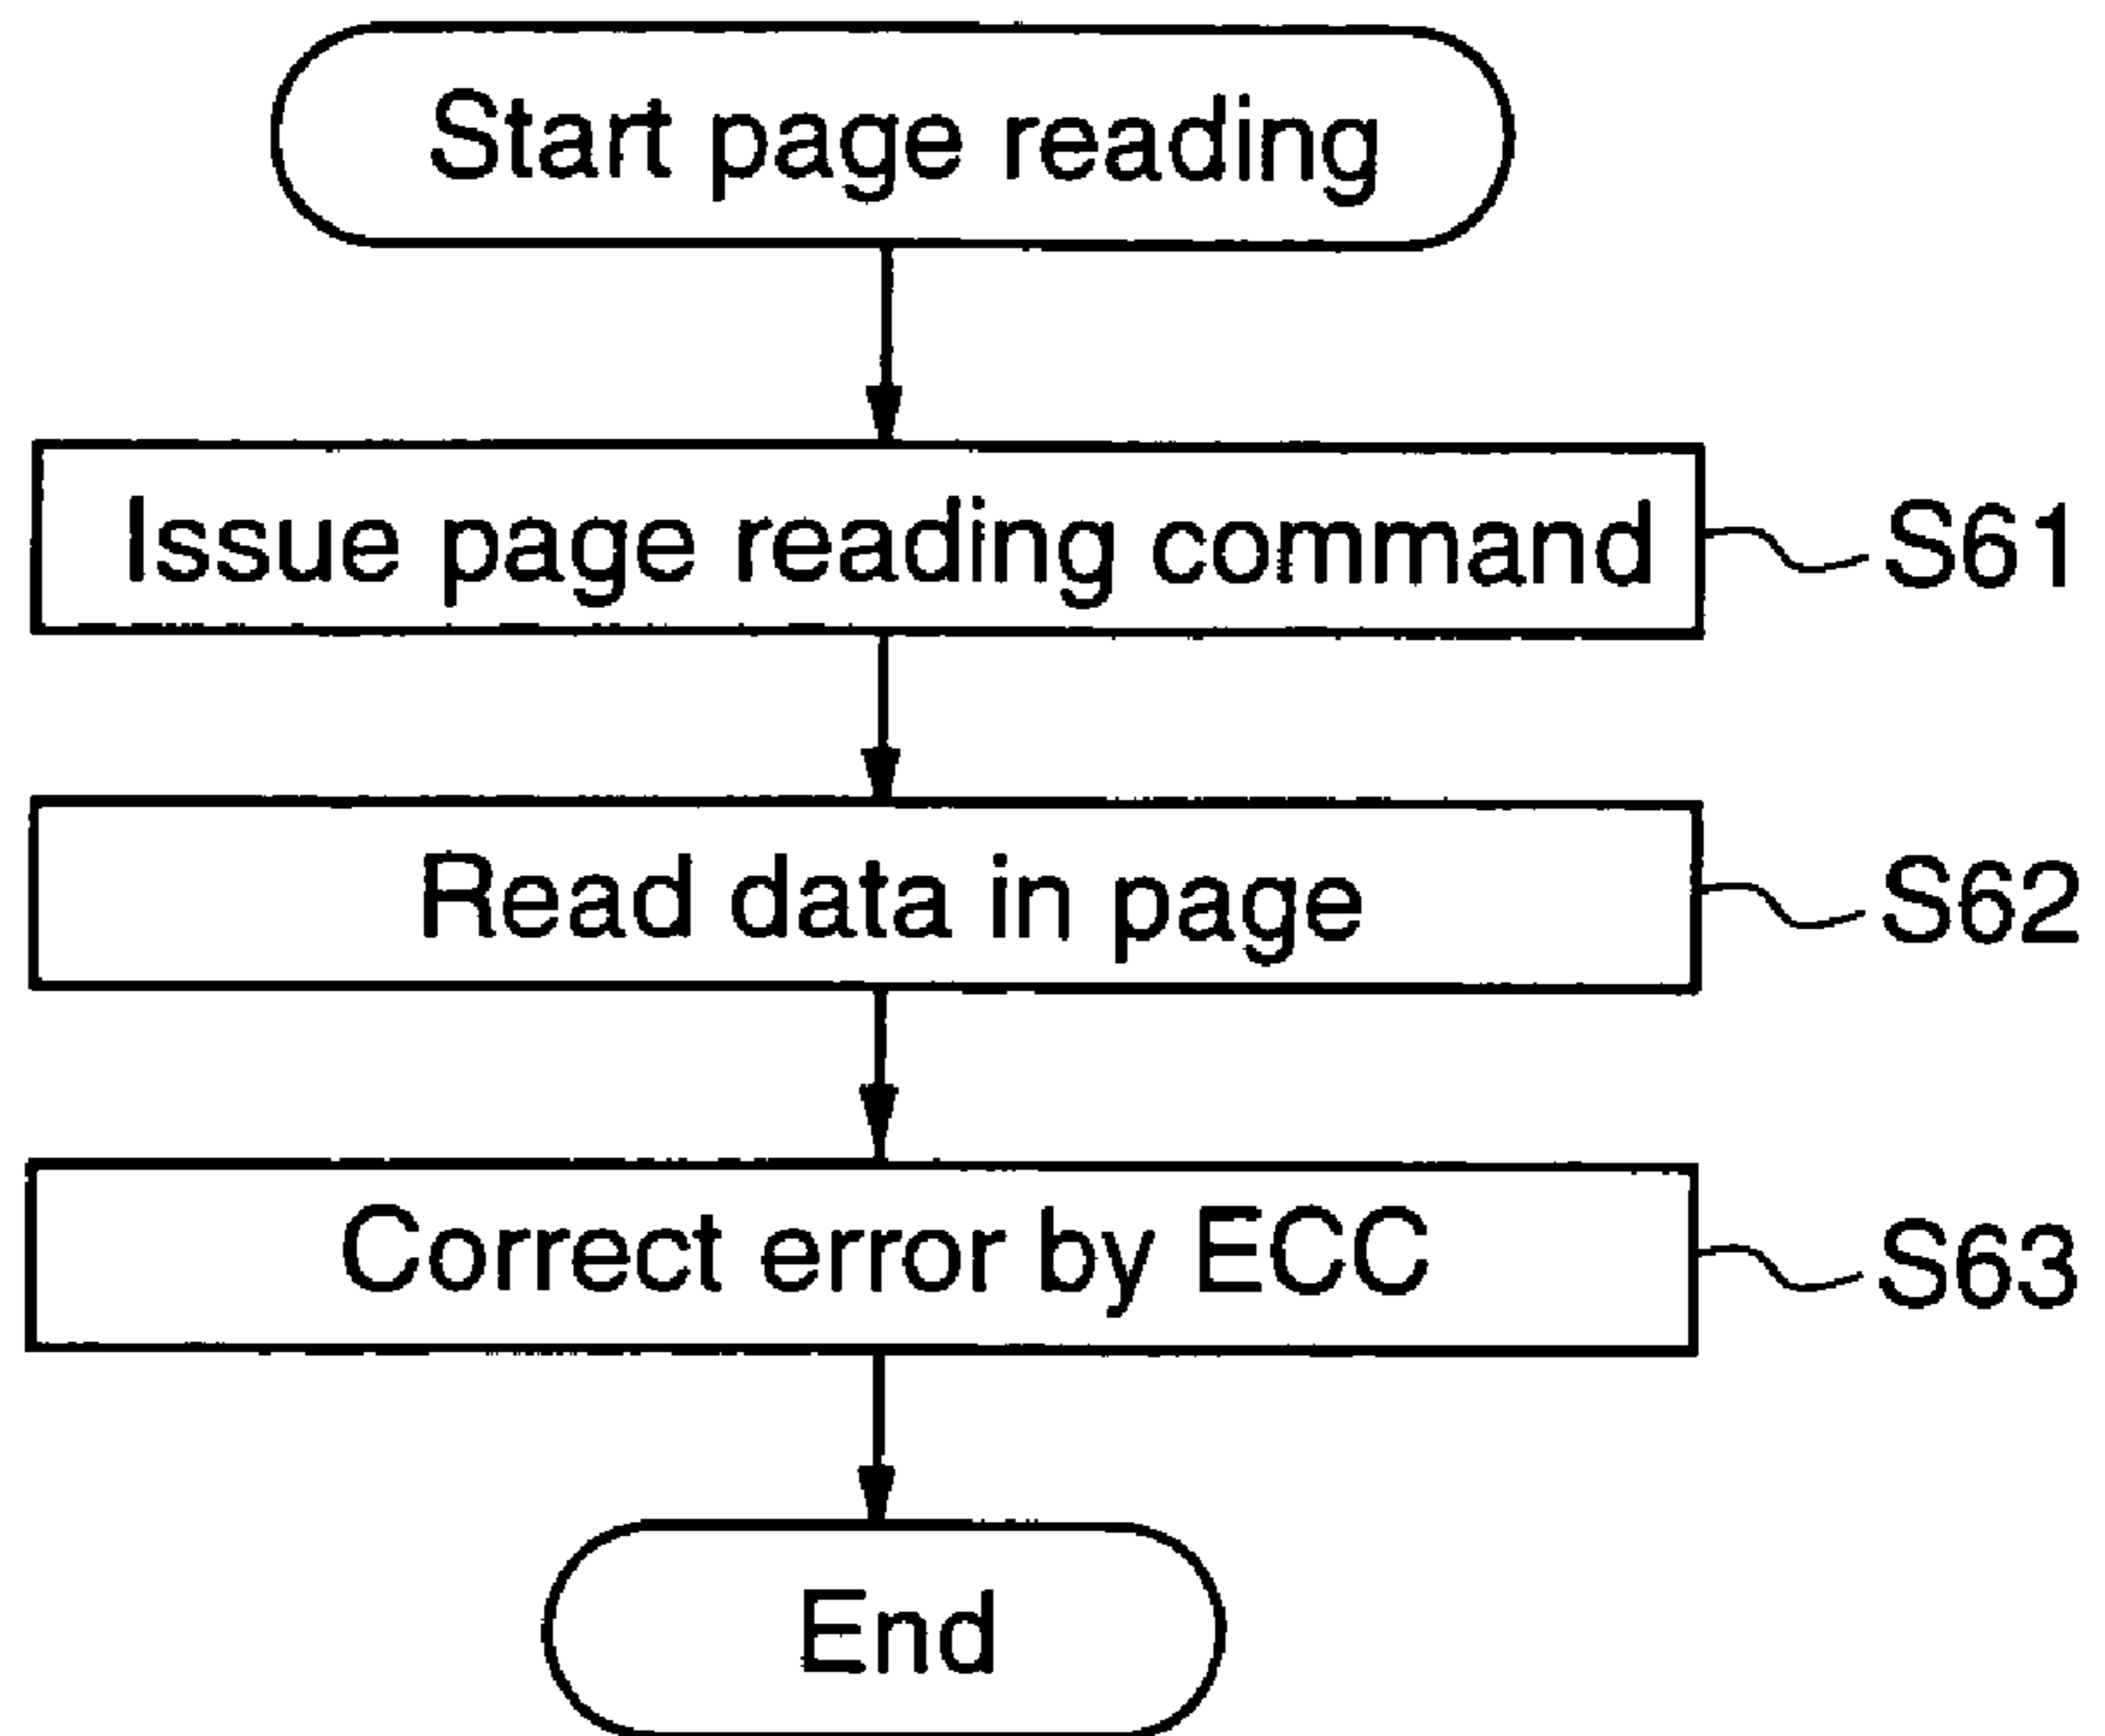 Start page reading
Issue page reading command S61
Read data in page S62
Correct error by ECC S63
End